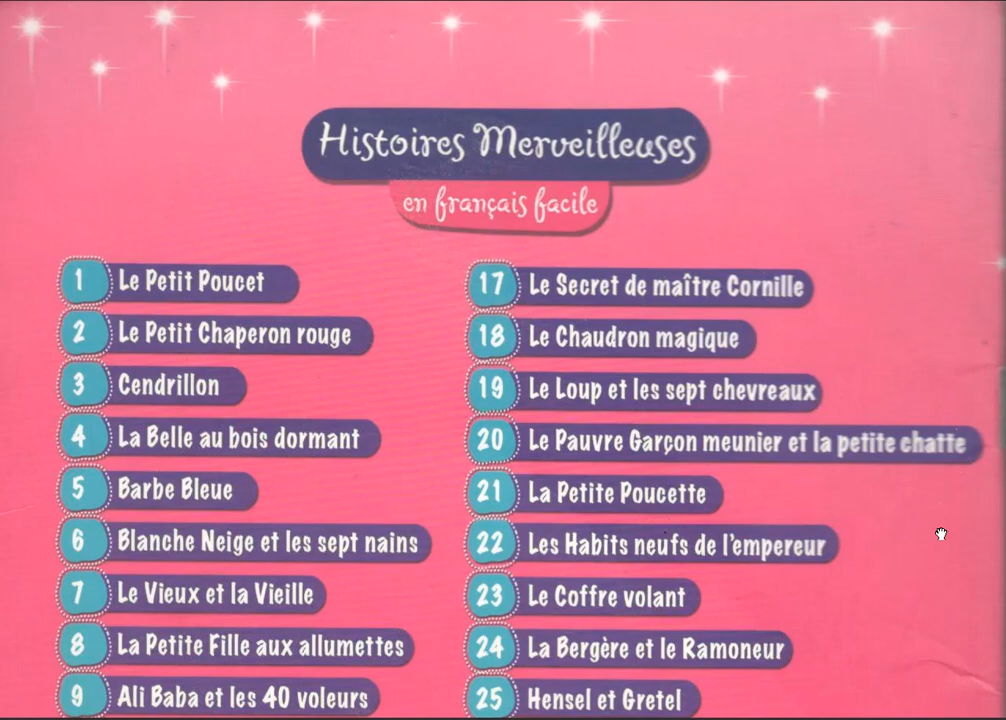 Histoires Merveilleuses
en français facile
1 Le Petit Poucet
2 Le Petit Chaperon rouge
3 Cendrillon
4 La Belle au bois dormant
5 Barbe Bleue
6 Blanche Neige et les sept nains
7 Le Vieux et la Vieille
8 La Petite Fille aux allumettes
9 Ali Baba et les 40 voleurs
17 Le Secret de maître Cornille
18 Le Chaudron magique
19 Le Loup et les sept chevreaux
20 Le Pauvre Garçon meunier et la petite chatte
21 La Petite Poucette
22 Les Habits neufs de l'empereur
23 Le Coffre volant
24 La Bergère et le Ramoneur
25 Hensel et Gretel